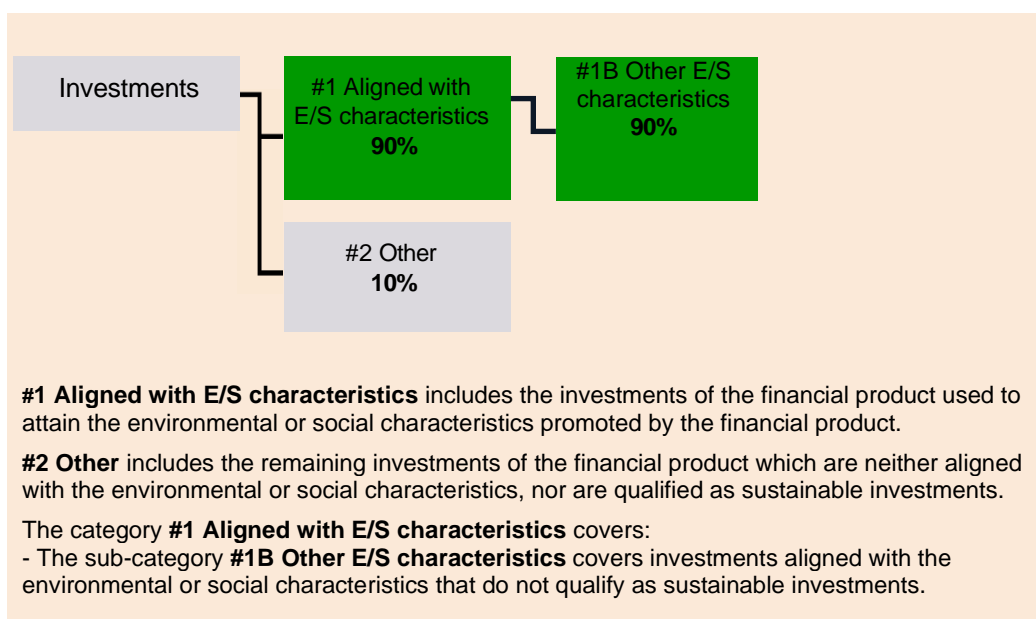 Investments
#1 Aligned with
E/S characteristics
90%
#1B Other E/S
characteristics
90%
#2 Other
10%
#1 Aligned with E/S characteristics includes the investments of the financial product used to
attain the environmental or social characteristics promoted by the financial product.
#2 Other includes the remaining investments of the financial product which are neither aligned
with the environmental or social characteristics, nor are qualified as sustainable investments.
The category #1 Aligned with E/S characteristics covers:
- The sub-category #1B Other E/S characteristics covers investments aligned with the
environmental or social characteristics that do not qualify as sustainable investments.